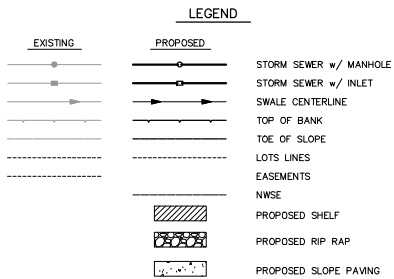 LEGEND
EXISTING PROPOSED
STORM SEWER w/ MANHOLE
STORM SEWER w/ INLET
SWALE CENTERLINE
TOP OF BANK
TOE OF SLOPE
LOTS LINES
EASEMENTS
NWSE
PROPOSED SHELF
PROPOSED RIP RAP
PROPOSED SLOPE PAVING